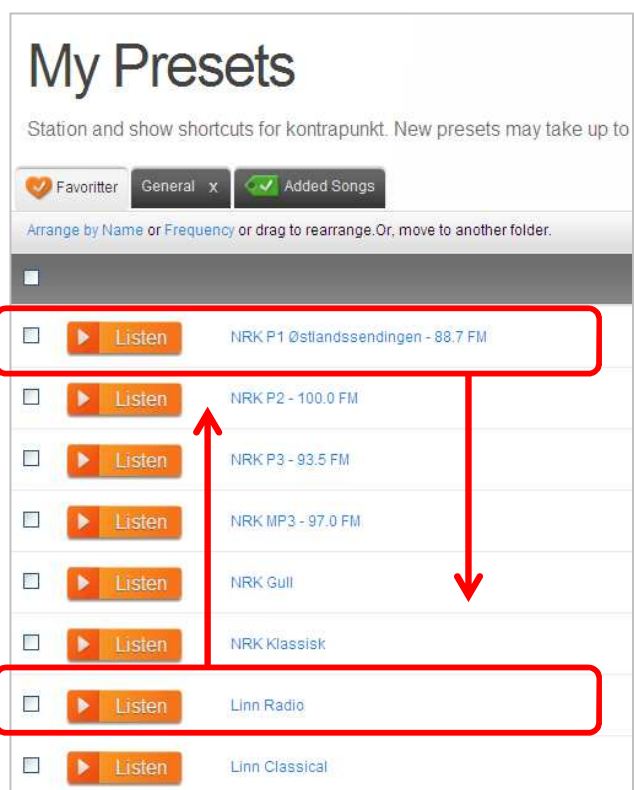 My Presets
Station and show shortcuts for kontrapunkt. New presets may take up to
Favoritter General x Added Songs
Arrange by Name or Frequency or drag to rearrange.Or, move to another folder.
Listen NRK P1 Østlandssendingen - 88.7 FM
Listen NRK P2 - 100.0 FM
Listen NRK P3 - 93.5 FM
Listen NRK MP3 - 97.0 FM
Listen NRK Gull
Listen NRK Klassisk
Listen Linn Radio
Listen Linn Classical